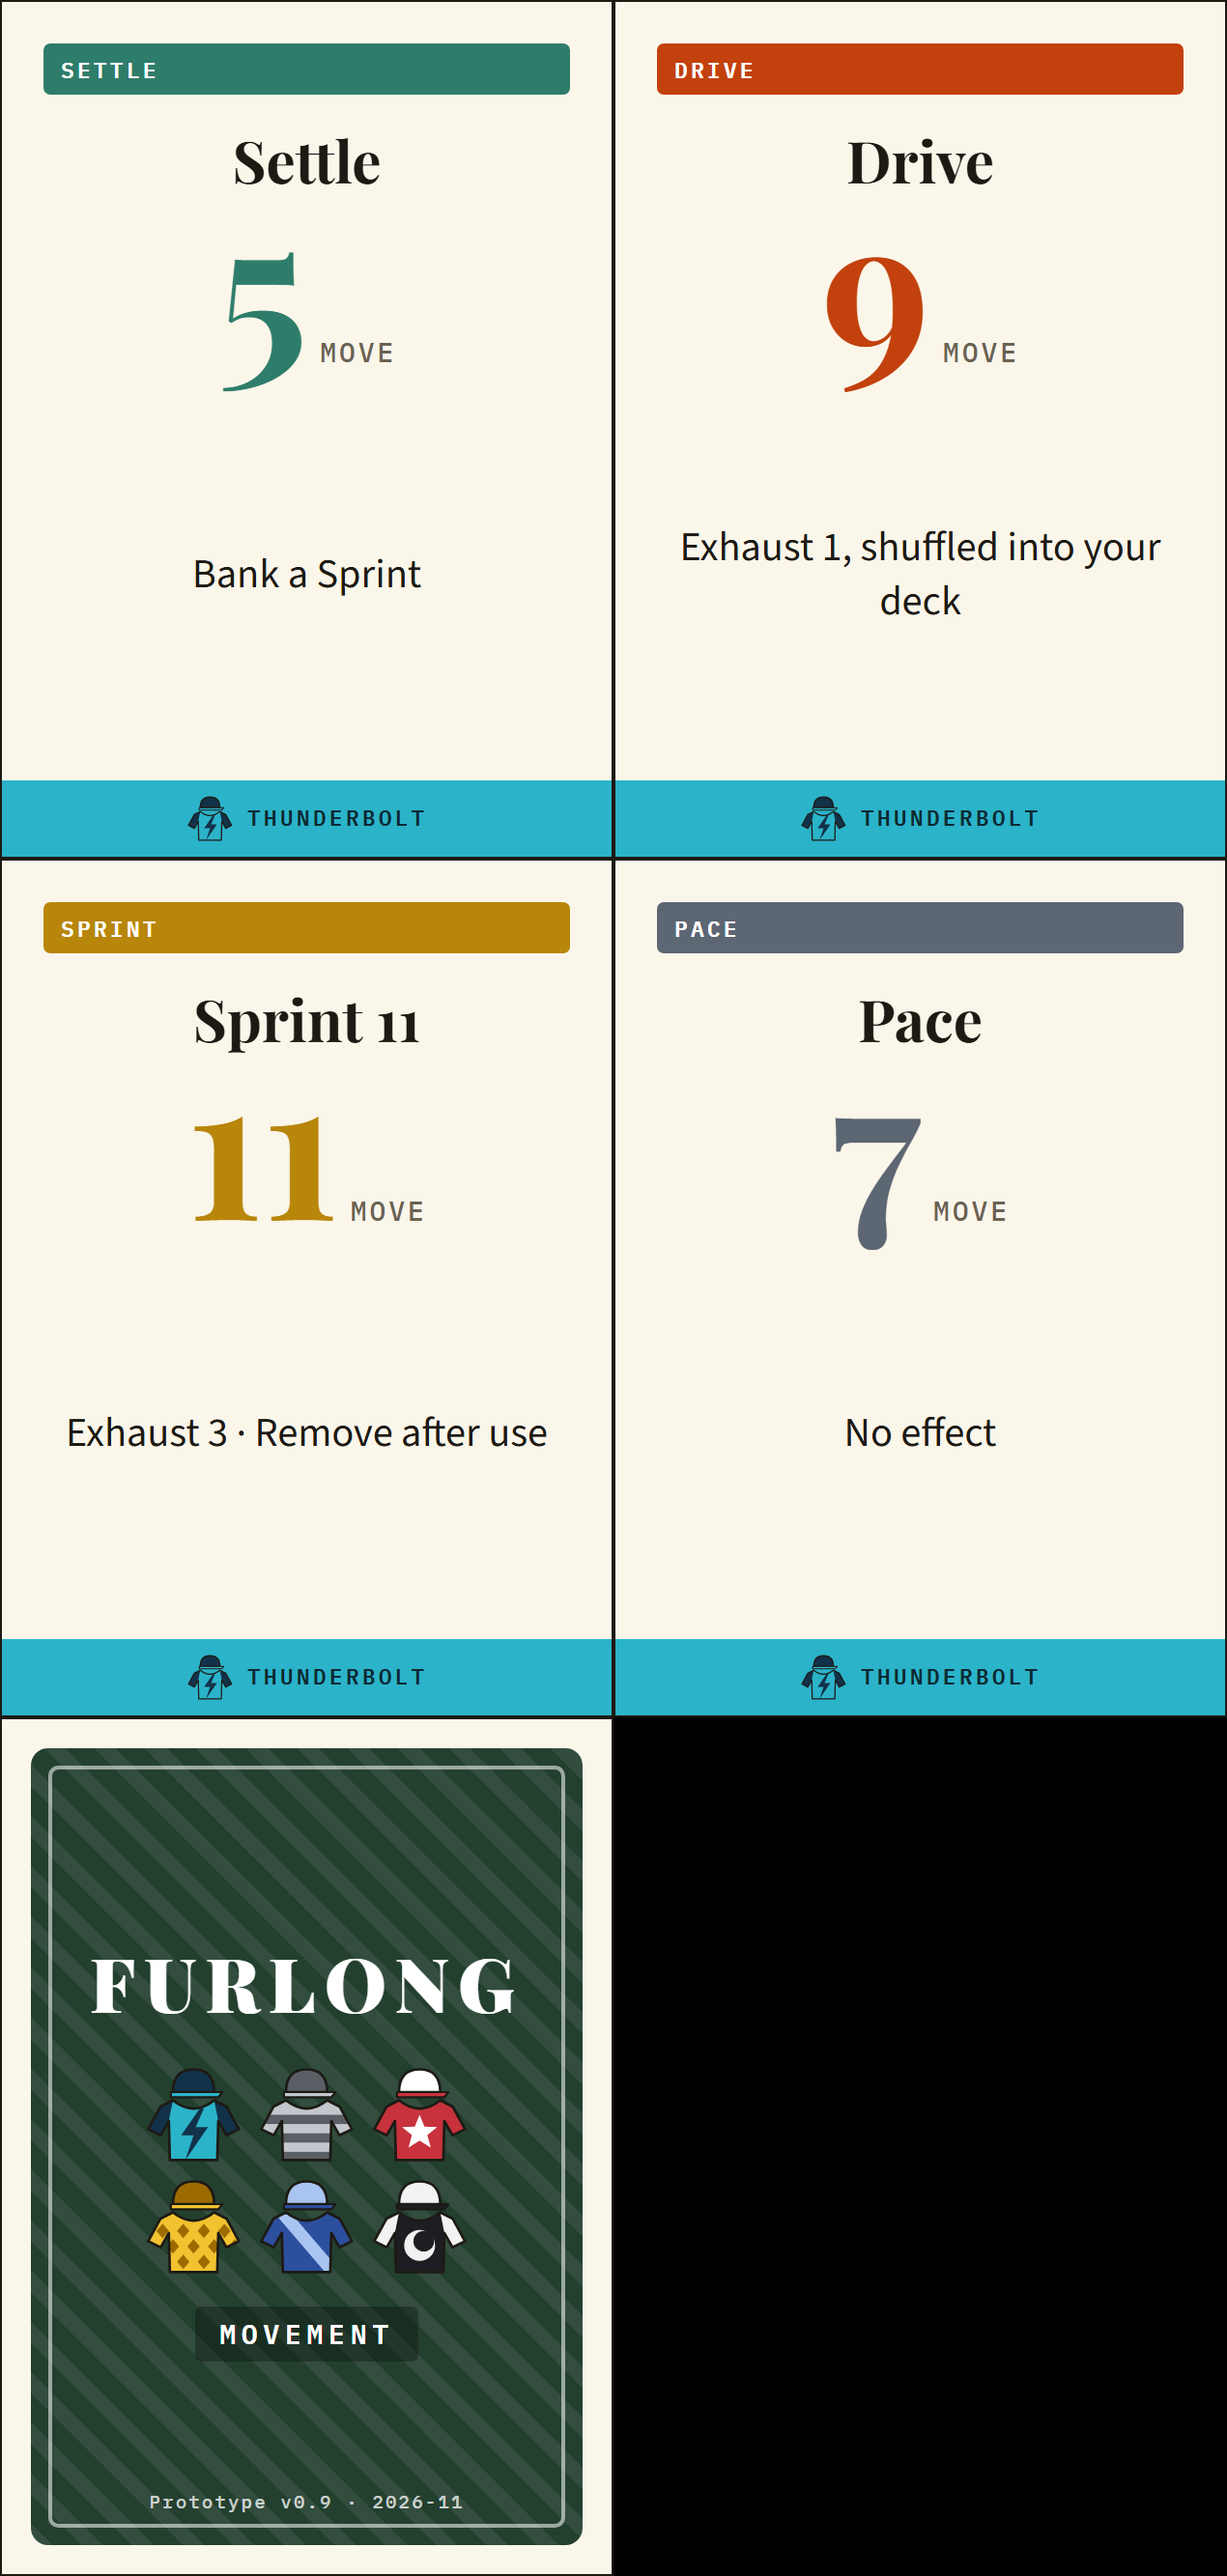 SETTLE
Settle
5 MOVE
Bank a Sprint
THUNDERBOLT
DRIVE
Drive
9 MOVE
Exhaust 1, shuffled into your
deck
THUNDERBOLT
SPRINT
Sprint 11
11 MOVE
Exhaust 3 · Remove after use
THUNDERBOLT
PACE
Pace
7 MOVE
No effect
THUNDERBOLT
FURLONG
MOVEMENT
Prototype v0.9 · 2026-11